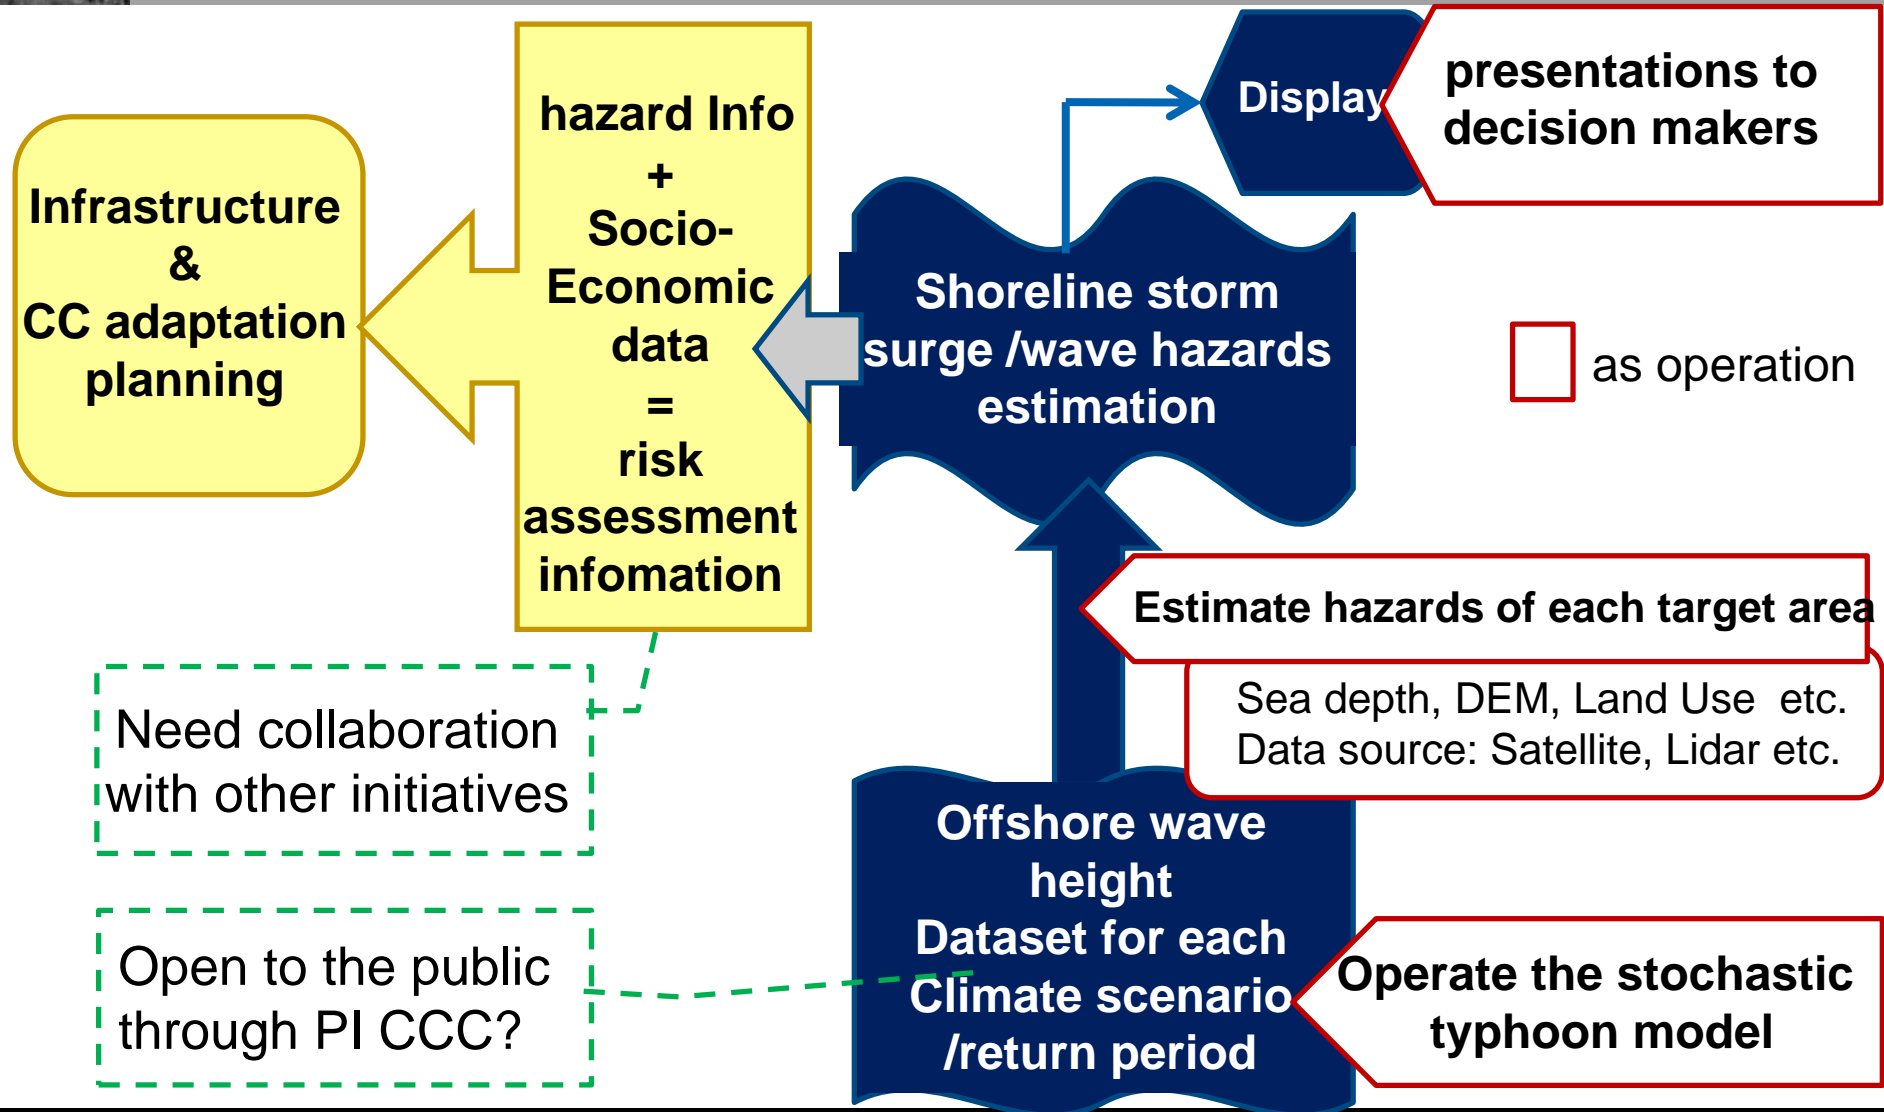 Infrastructure
&
CC adaptation
planning
hazard Info
+
Socio-
Economic
data
=
risk
assessment
infomation
Display
presentations to
decision makers
Shoreline storm
surge /wave hazards
estimation
as operation
Estimate hazards of each target area
Sea depth, DEM, Land Use etc.
Data source: Satellite, Lidar etc.
Need collaboration
with other initiatives
Offshore wave
height
Dataset for each
Climate scenario
/return period
Open to the public
through PI CCC?
Operate the stochastic
typhoon model